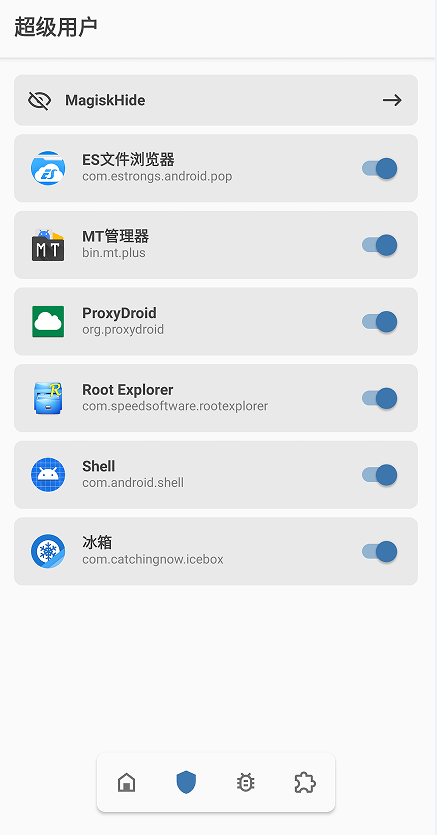 超级用户
MagiskHide
ES文件浏览器
com.estrongs.android.pop
MT管理器
bin.mt.plus
ProxyDroid
org.proxydroid
Root Explorer
com.speedsoftware.rootexplorer
Shell
com.android.shell
冰箱
com.catchingnow.icebox